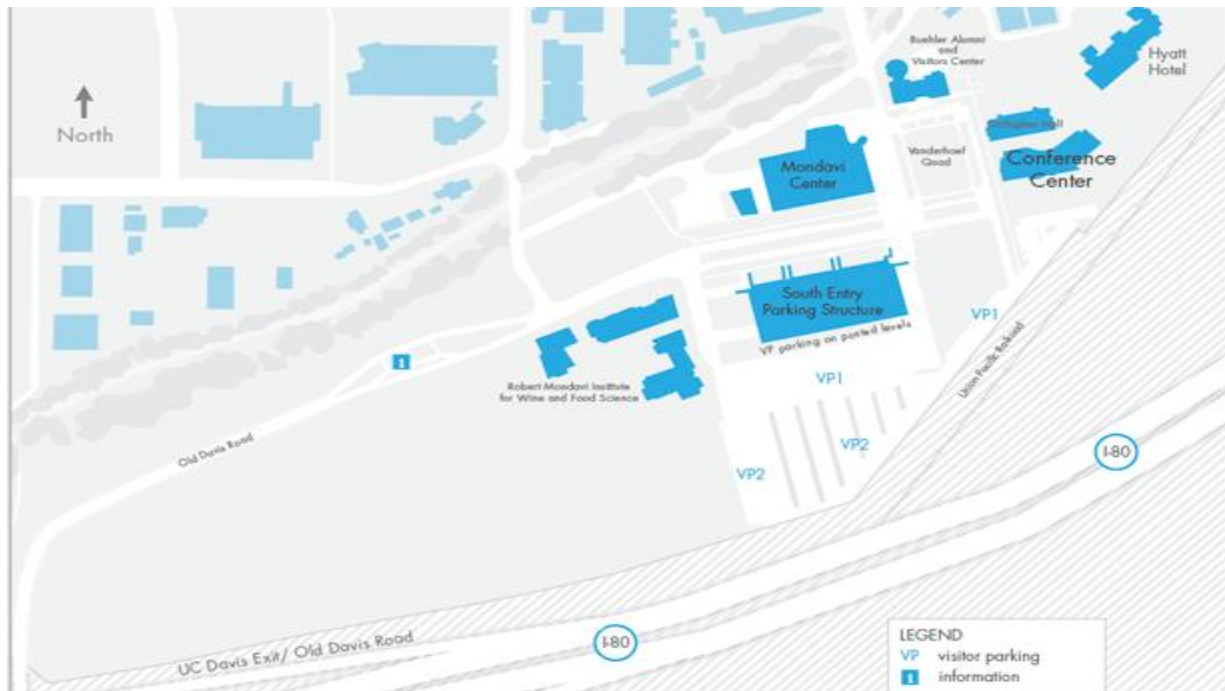 North
Buehler Alumni
and
Visitors Center
Hyatt
Hotel
Mondavi
Center
Vanderhoef
Quad
Hall
Conference
Center
South Entry
Parking Structure
VP parking on posted levels
VP1
VP1
Union Pacific Railroad
i
Robert Mondavi Institute
for Wine and Food Science
Old Davis Road
VP2
VP2
I-80
I-80
UC Davis Exit/ Old Davis Road
LEGEND
VP visitor parking
i information